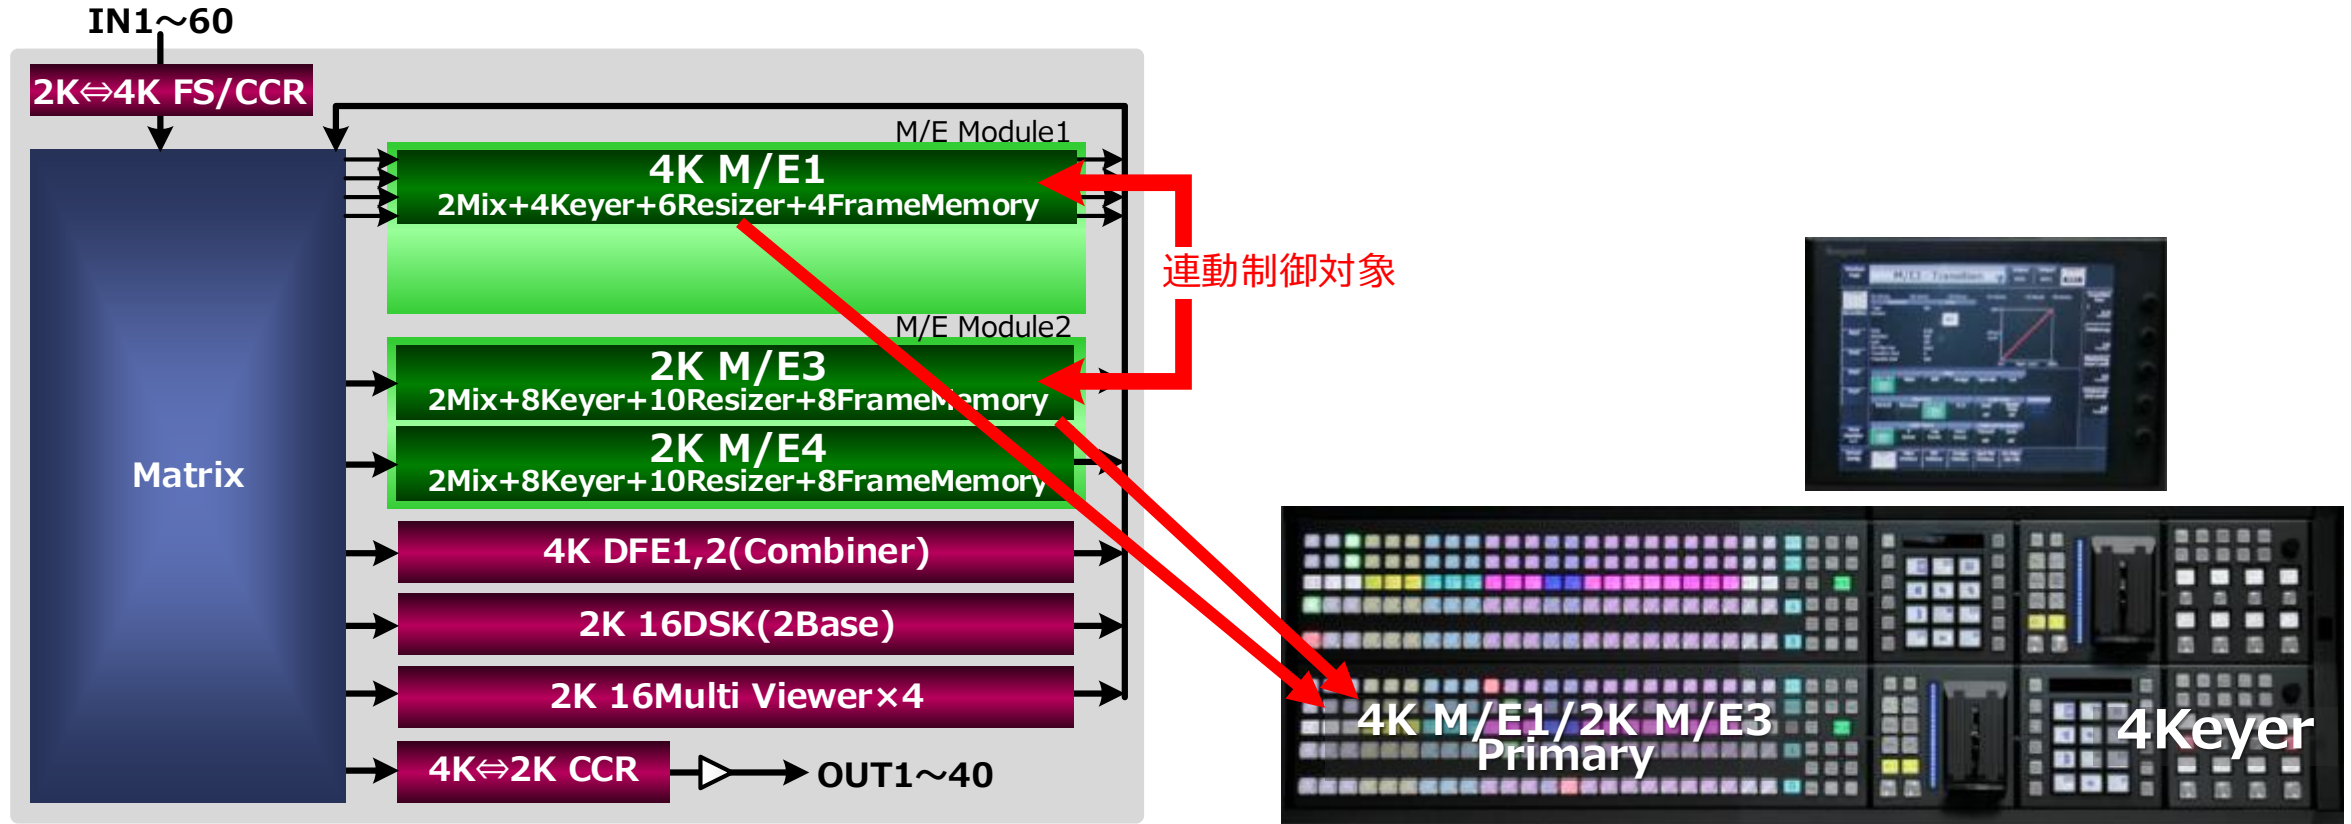 IN1～60
2K⇔4K FS/CCR
M/E Module1
4K M/E1
2Mix+4Keyer+6Resizer+4FrameMemory
連動制御対象
M/E Module2
2K M/E3
2Mix+8Keyer+10Resizer+8FrameMemory
2K M/E4
2Mix+8Keyer+10Resizer+8FrameMemory
Matrix
4K DFE1,2(Combiner)
2K 16DSK(2Base)
2K 16Multi Viewer×4
4K⇔2K CCR
OUT1～40
M/E1 Transition
4K M/E1/2K M/E3
Primary
4Keyer